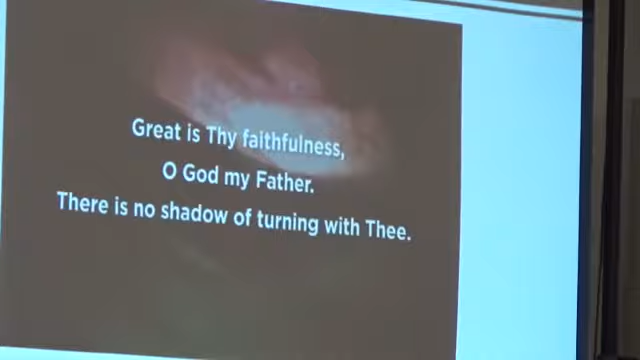 Great is Thy faithfulness,
O God my Father.
There is no shadow of turning with Thee.